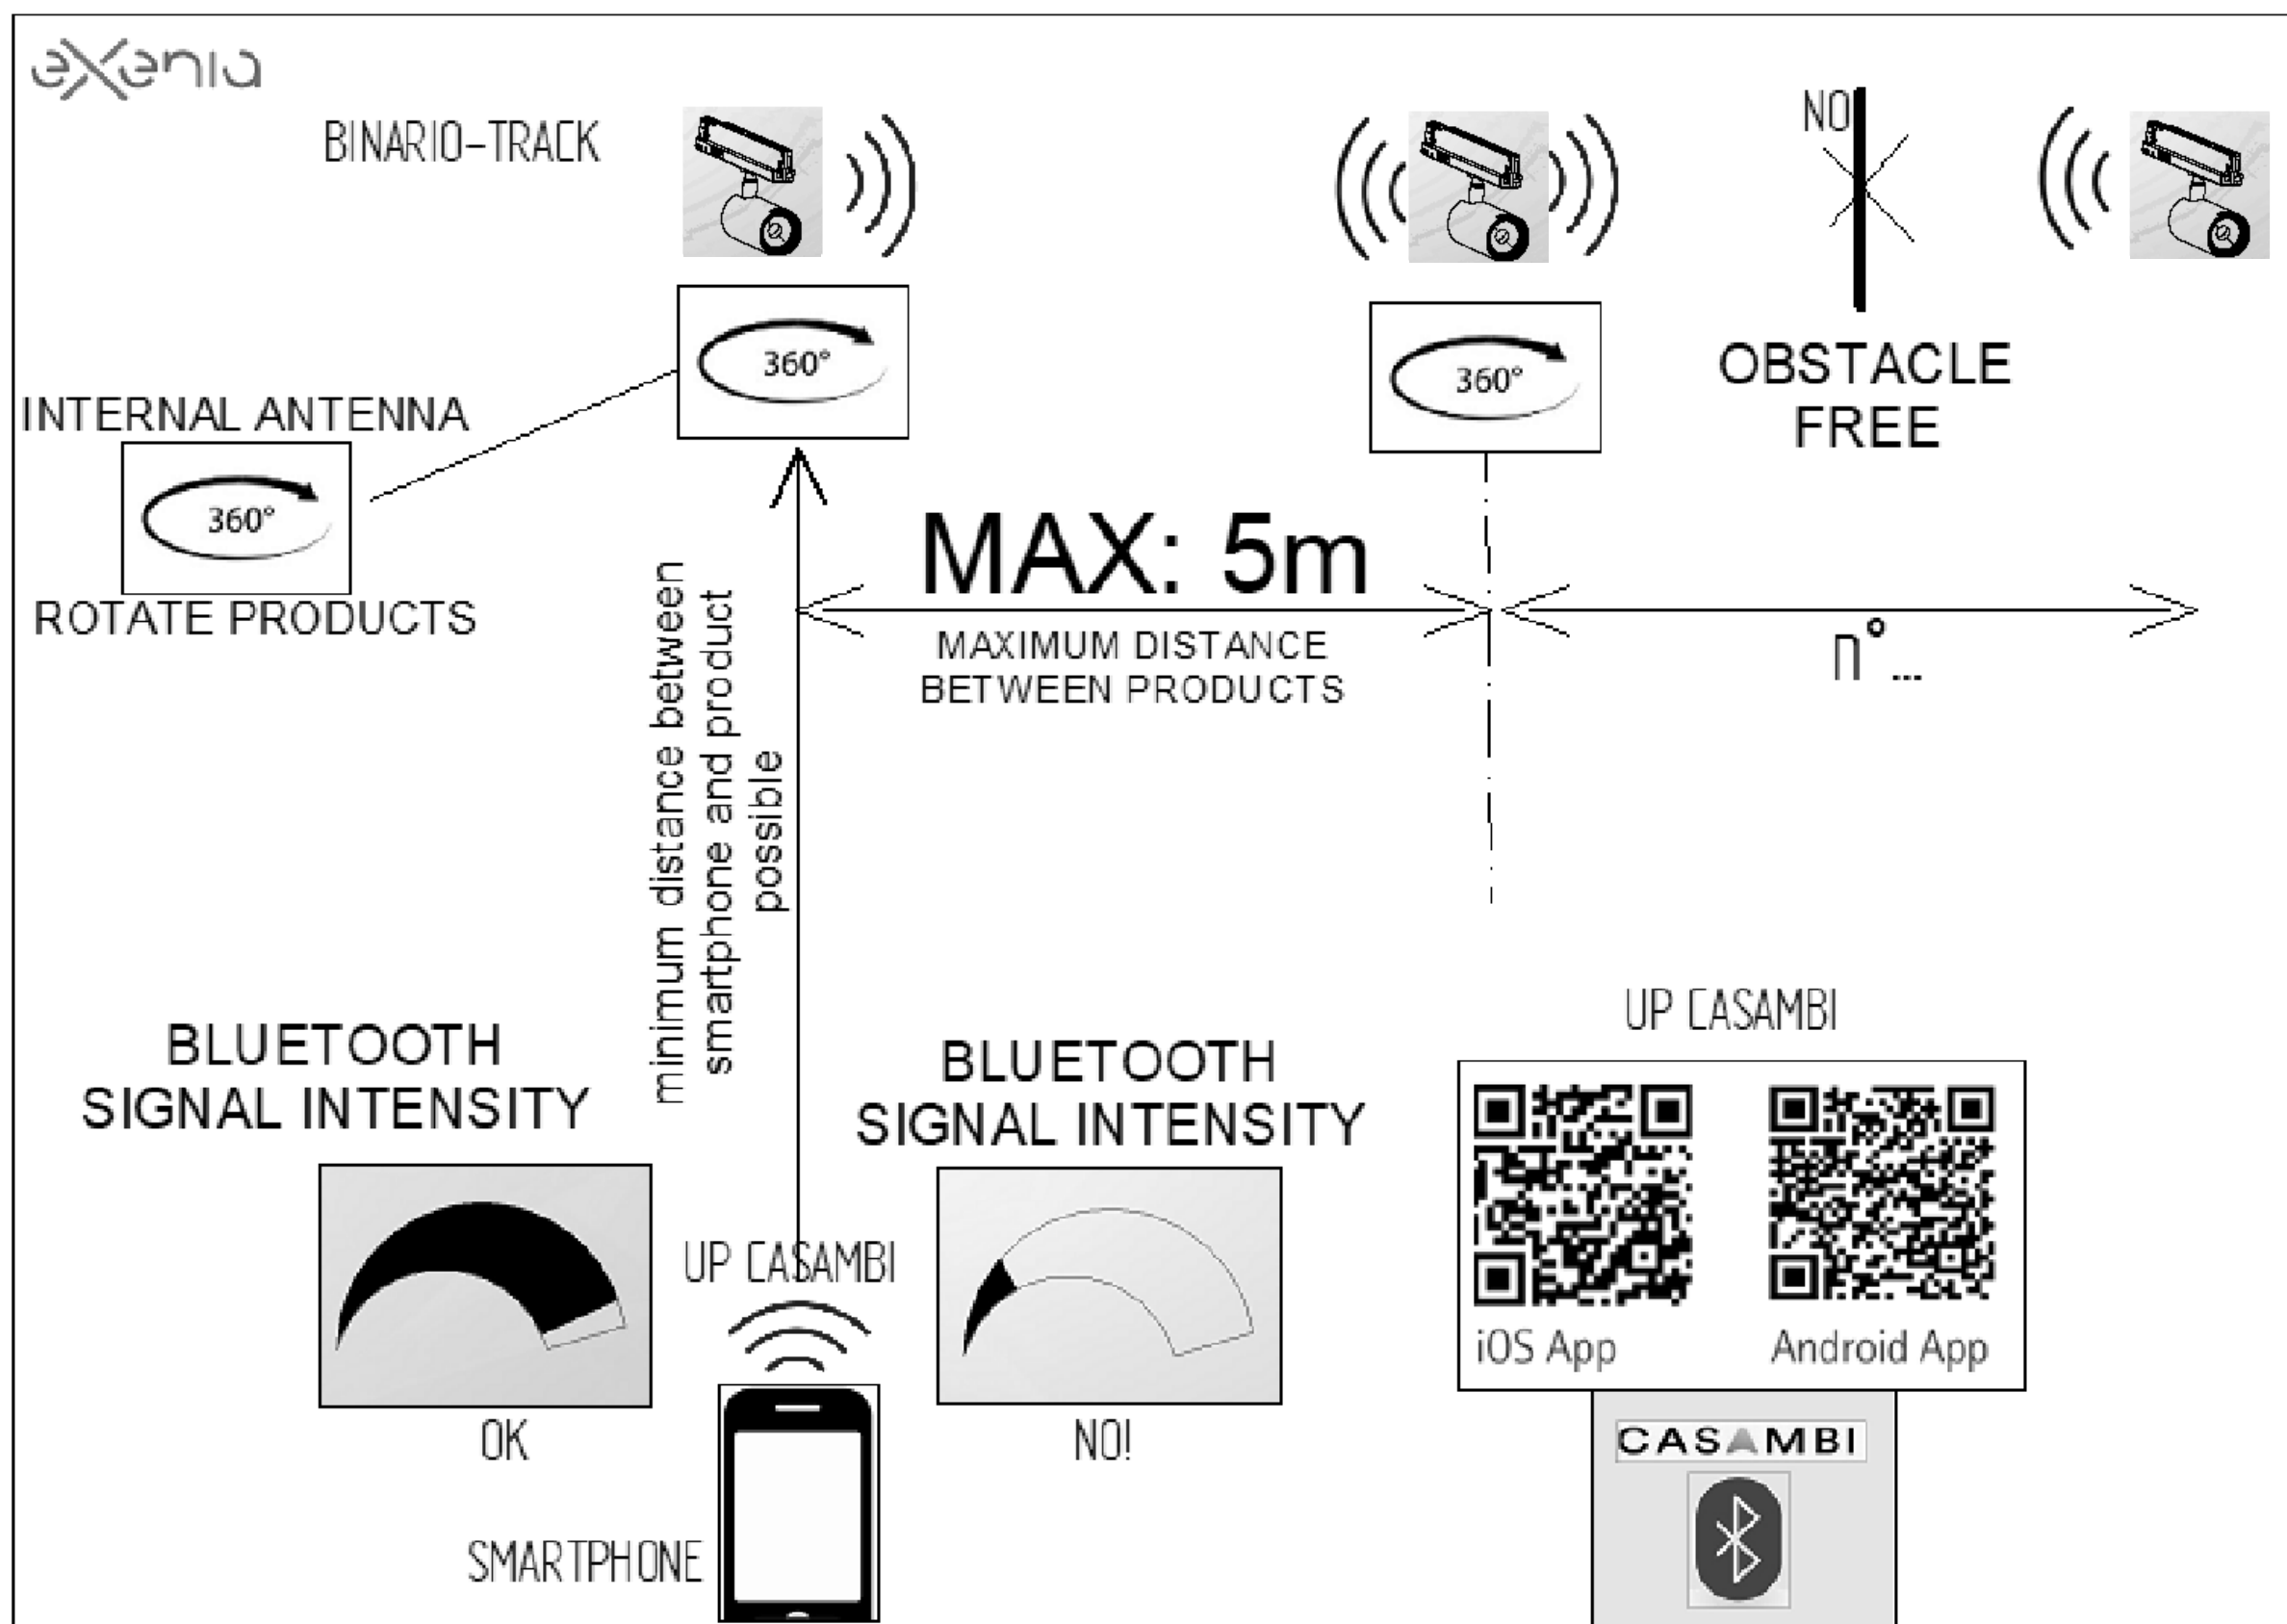 exenia
BINARIO-TRACK
NO
360°
360°
OBSTACLE
FREE
INTERNAL ANTENNA
360°
ROTATE PRODUCTS
MAX: 5m
MAXIMUM DISTANCE
BETWEEN PRODUCTS
n°...
minimum distance between
smartphone and product
possible
BLUETOOTH
SIGNAL INTENSITY
OK
UP CASAMBI
SMARTPHONE
BLUETOOTH
SIGNAL INTENSITY
NO!
UP CASAMBI
iOS App
Android App
CASAMBI